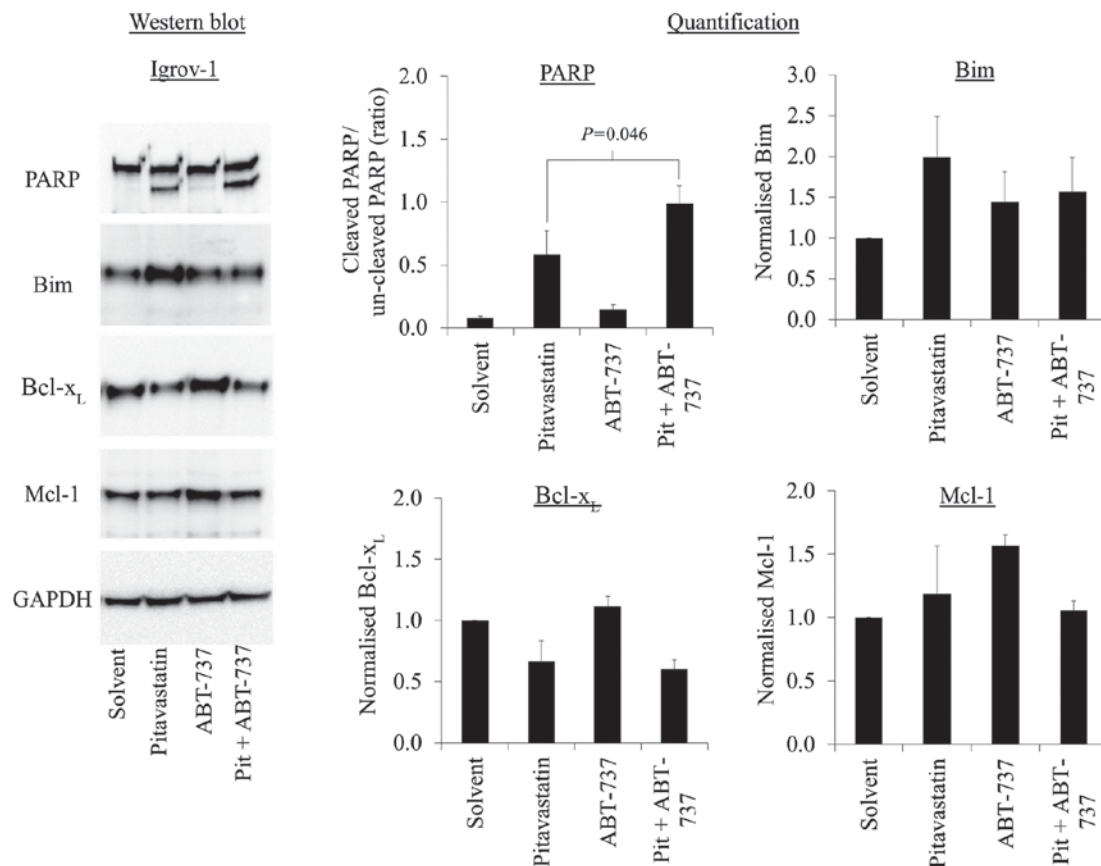 Western blot
Igrov-1
PARP
Bim
Bcl-xL
Mcl-1
GAPDH
Solvent
Pitavastatin
ABT-737
Pit + ABT-737
Quantification
PARP
Cleaved PARP/
un-cleaved PARP (ratio)
2.0
1.5
1.0
0.5
0.0
P=0.046
Solvent
Pitavastatin
ABT-737
Pit + ABT-
737
Bim
Normalised Bim
3.0
2.5
2.0
1.5
1.0
0.5
0.0
Solvent
Pitavastatin
ABT-737
Pit + ABT-
737
Bcl-xL
Normalised Bcl-xL
2.0
1.5
1.0
0.5
0.0
Solvent
Pitavastatin
ABT-737
Pit + ABT-
737
Mcl-1
Normalised Mcl-1
2.0
1.5
1.0
0.5
0.0
Solvent
Pitavastatin
ABT-737
Pit + ABT-
737